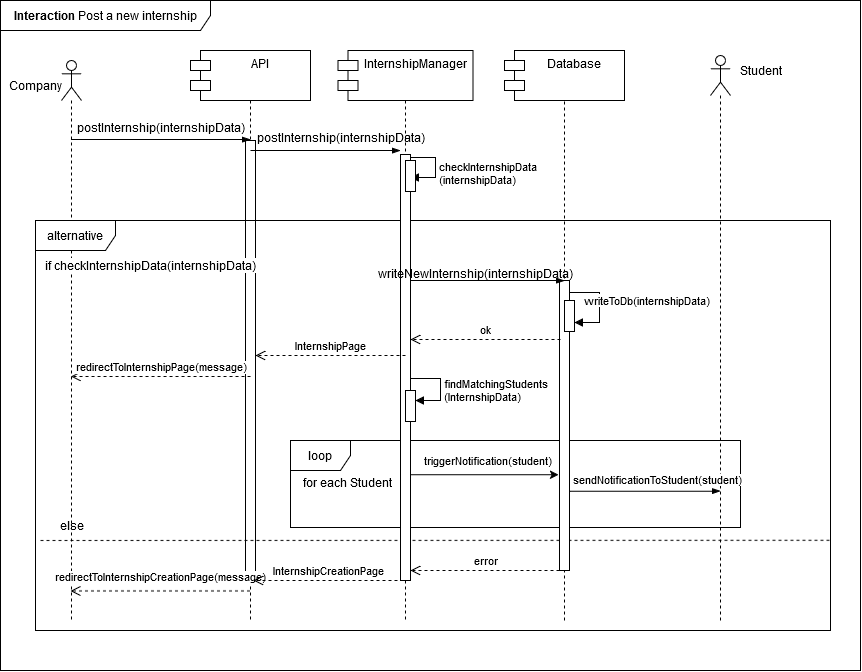 Interaction Post a new internship
Company
API
InternshipManager
Database
Student
postInternship(internshipData)
postInternship(internshipData)
checkInternshipData
(internshipData)
alternative
if checkInternshipData(internshipData)
writeNewInternship(internshipData)
writeToDb(internshipData)
ok
InternshipPage
redirectToInternshipPage(message)
findMatchingStudents
(InternshipData)
loop
for each Student
triggerNotification(student)
sendNotificationToStudent(student)
else
error
InternshipCreationPage
redirectToInternshipCreationPage(message)